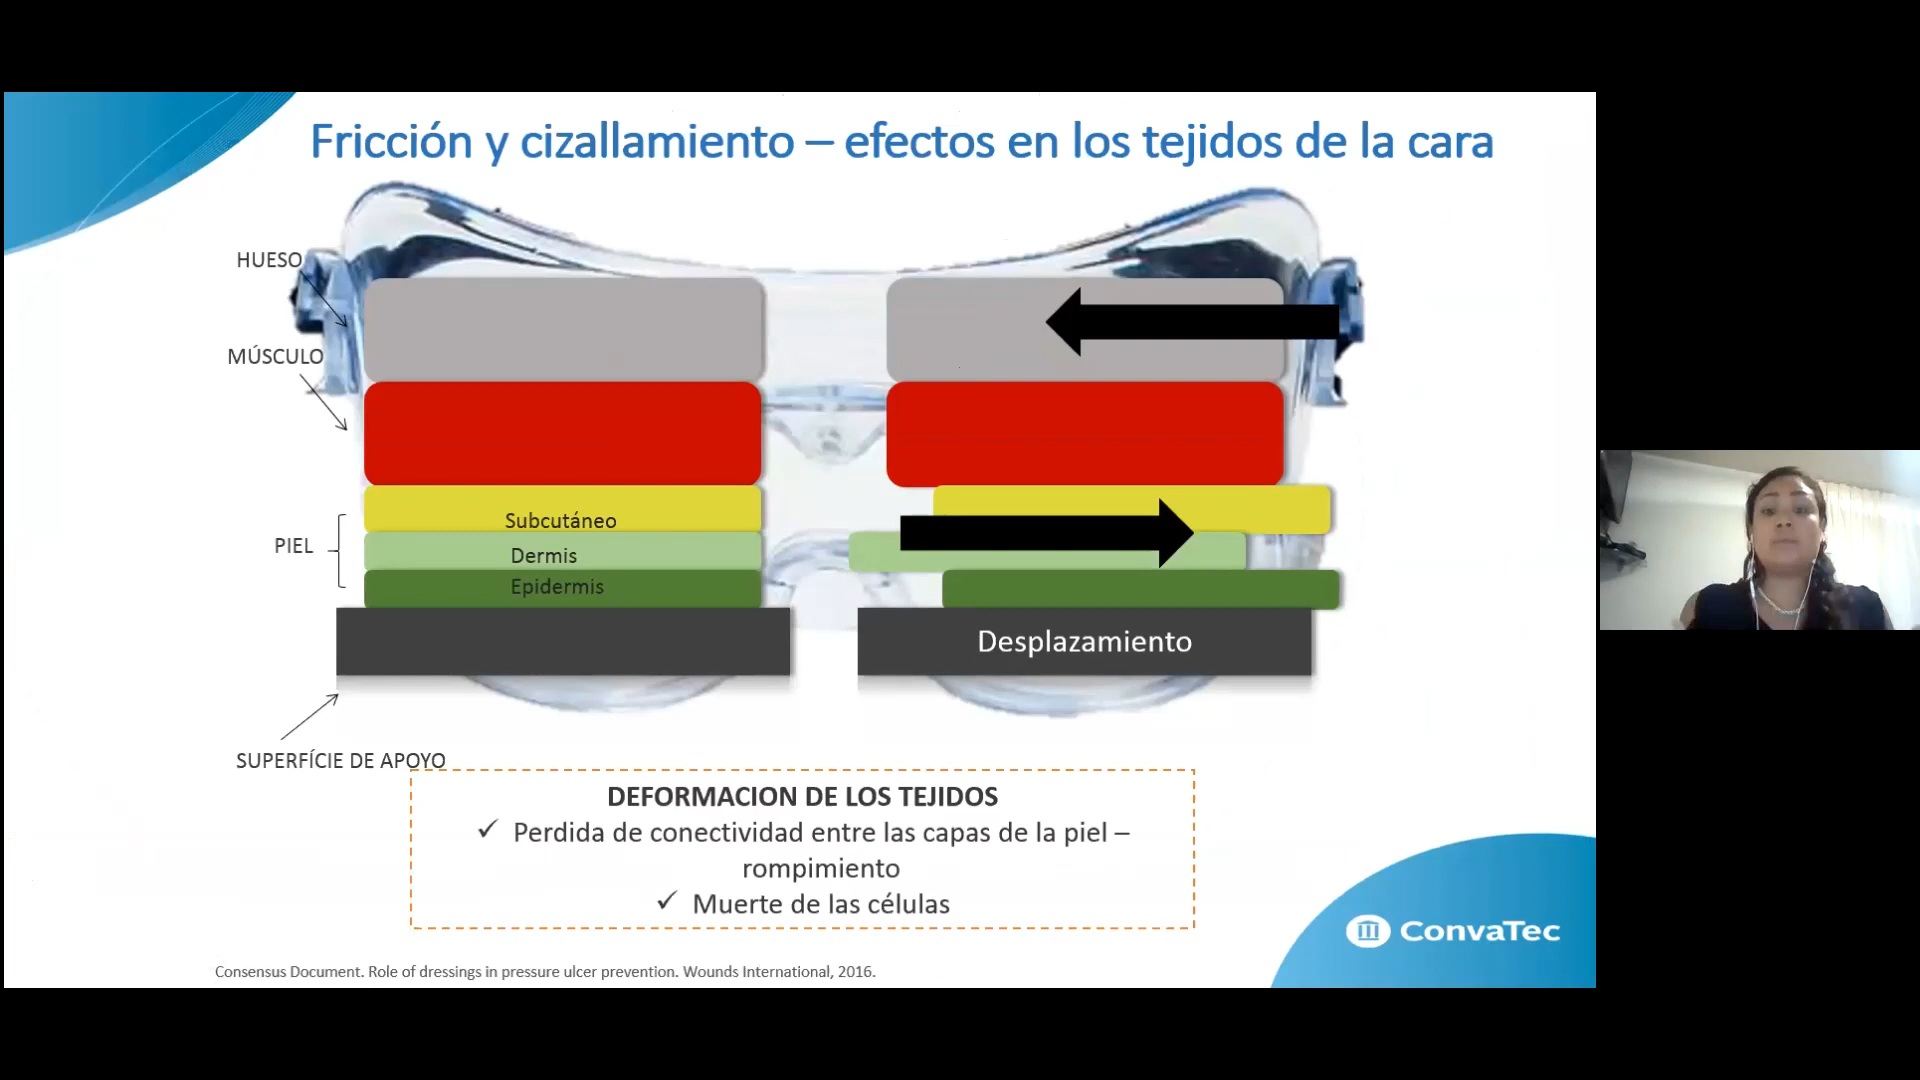 Fricción y cizallamiento – efectos en los tejidos de la cara
HUESO
MÚSCULO
PIEL
Subcutáneo
Dermis
Epidermis
Desplazamiento
SUPERFÍCIE DE APOYO
DEFORMACION DE LOS TEJIDOS
✓ Perdida de conectividad entre las capas de la piel –
rompimiento
✓ Muerte de las células
ConvaTec
Consensus Document. Role of dressings in pressure ulcer prevention. Wounds International, 2016.